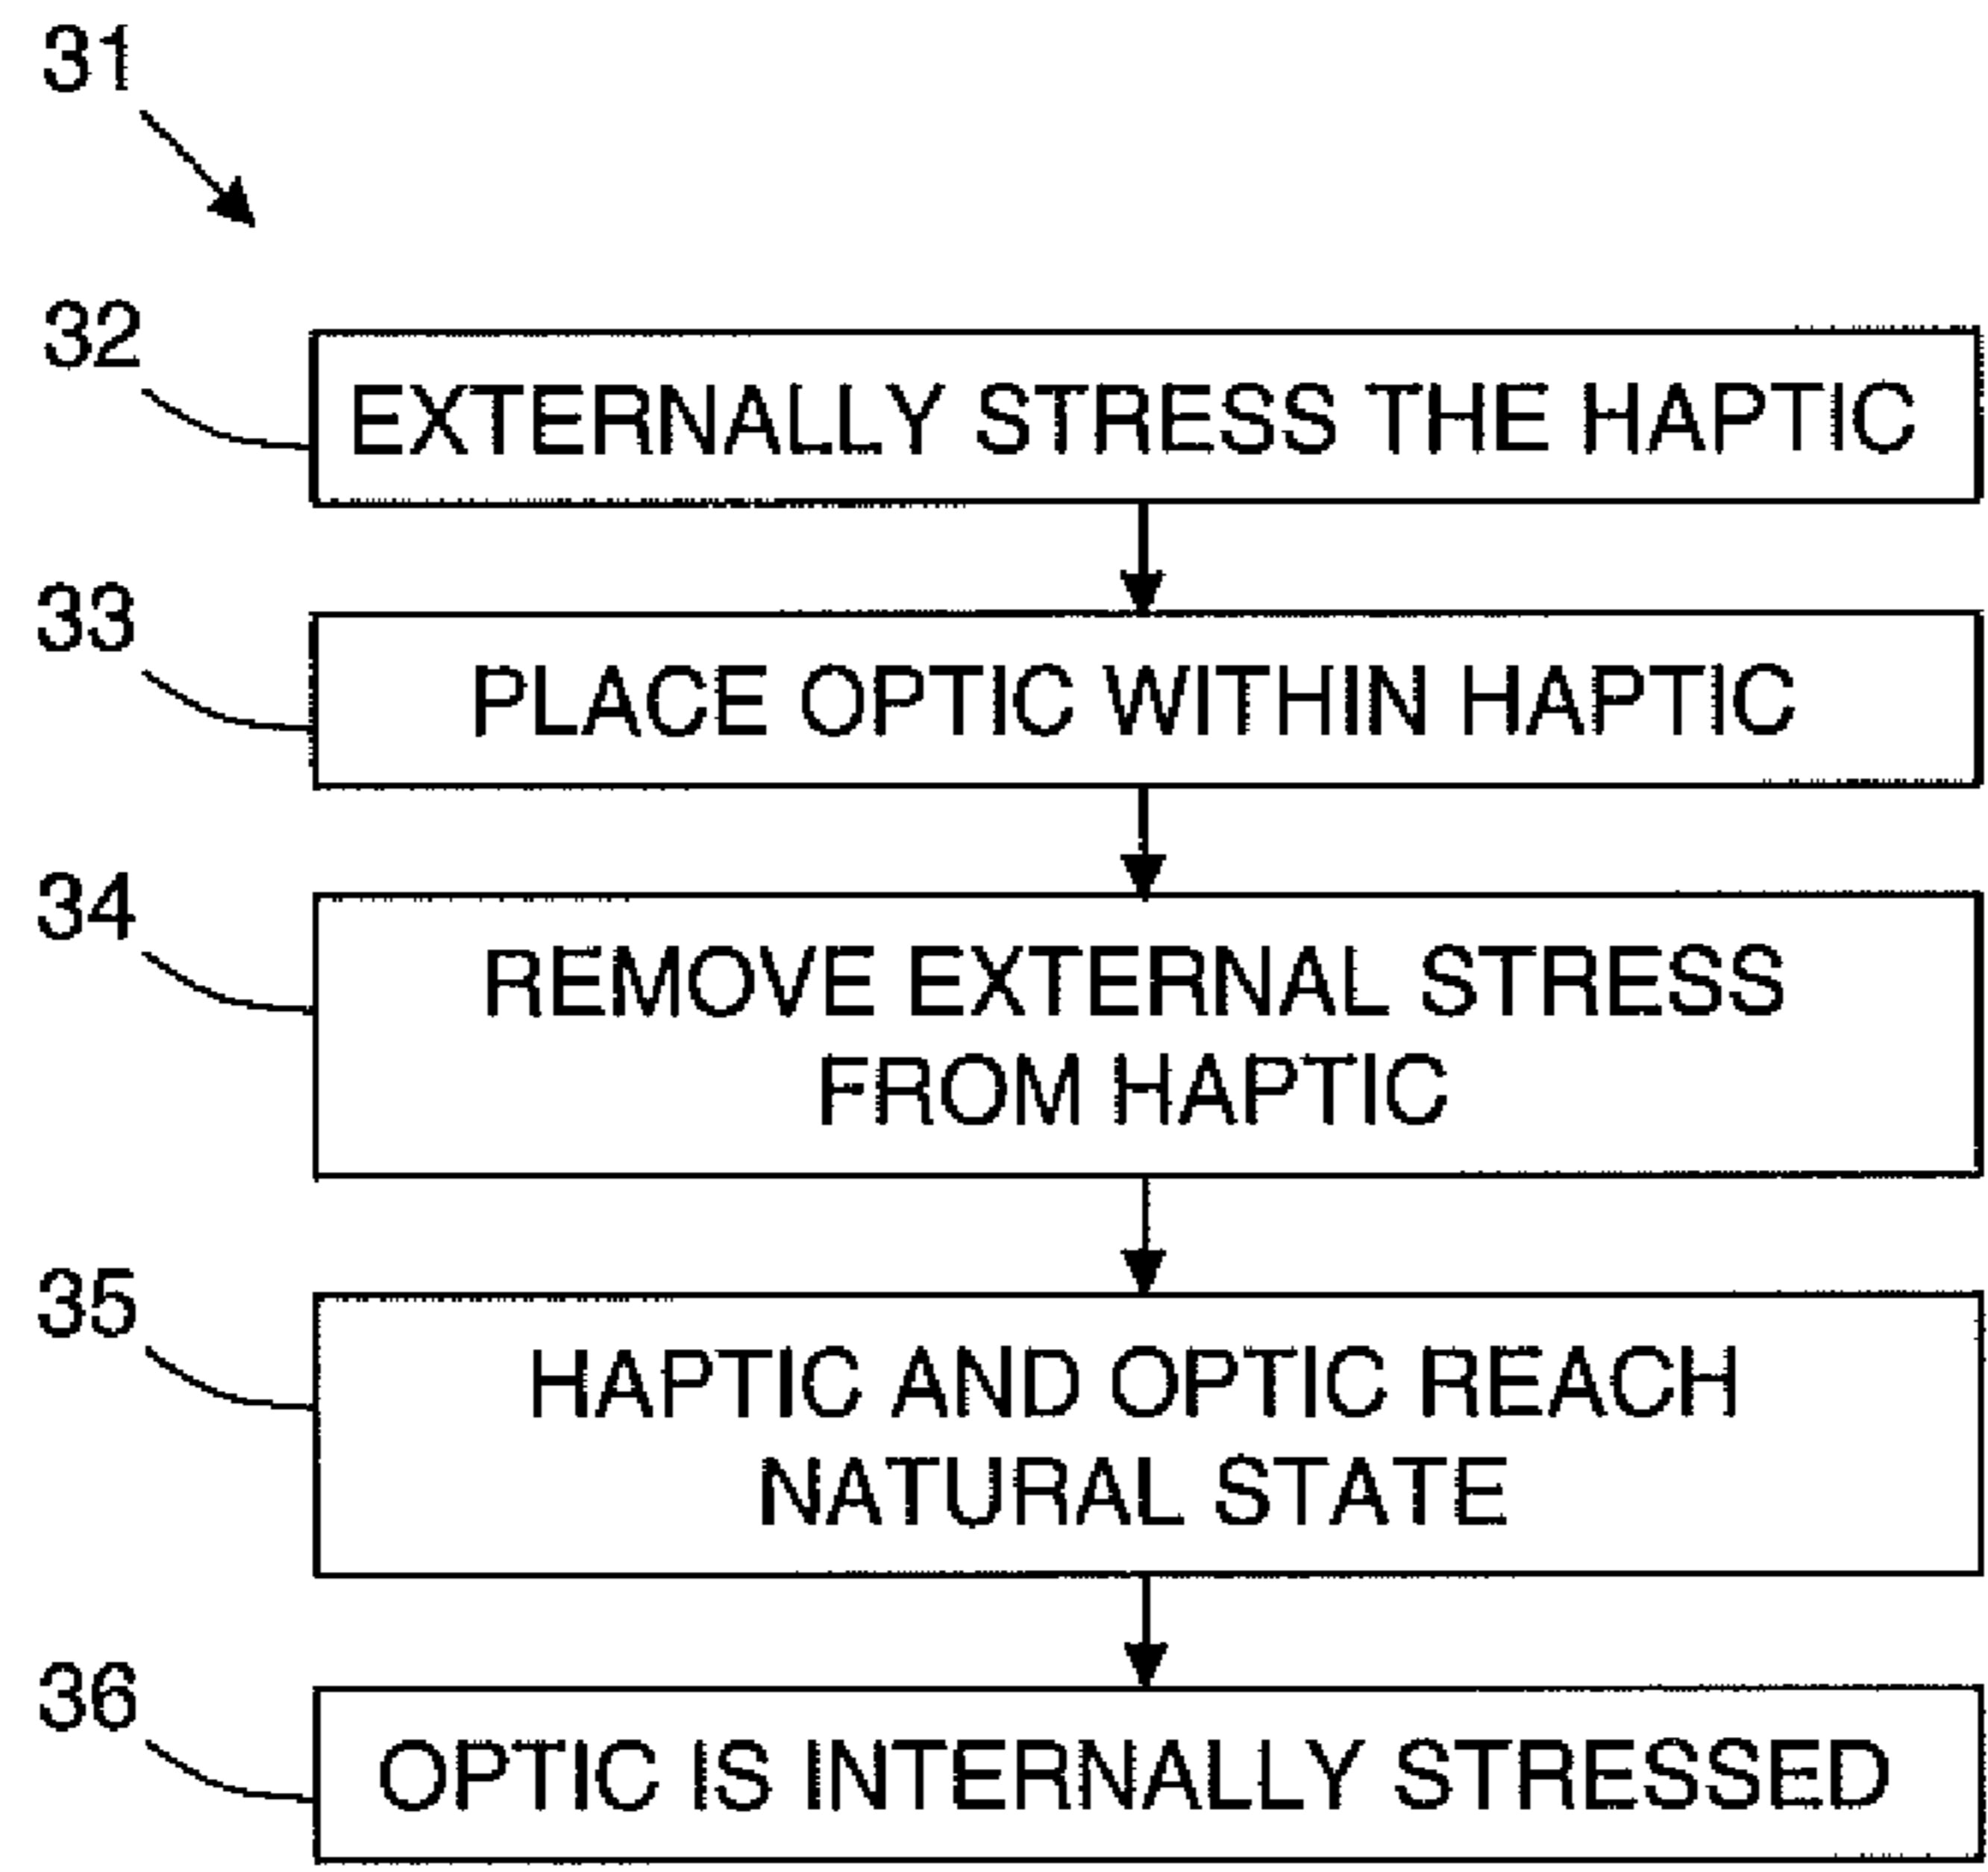 31
32
EXTERNALLY STRESS THE HAPTIC
33
PLACE OPTIC WITHIN HAPTIC
34
REMOVE EXTERNAL STRESS
FROM HAPTIC
35
HAPTIC AND OPTIC REACH
NATURAL STATE
36
OPTIC IS INTERNALLY STRESSED